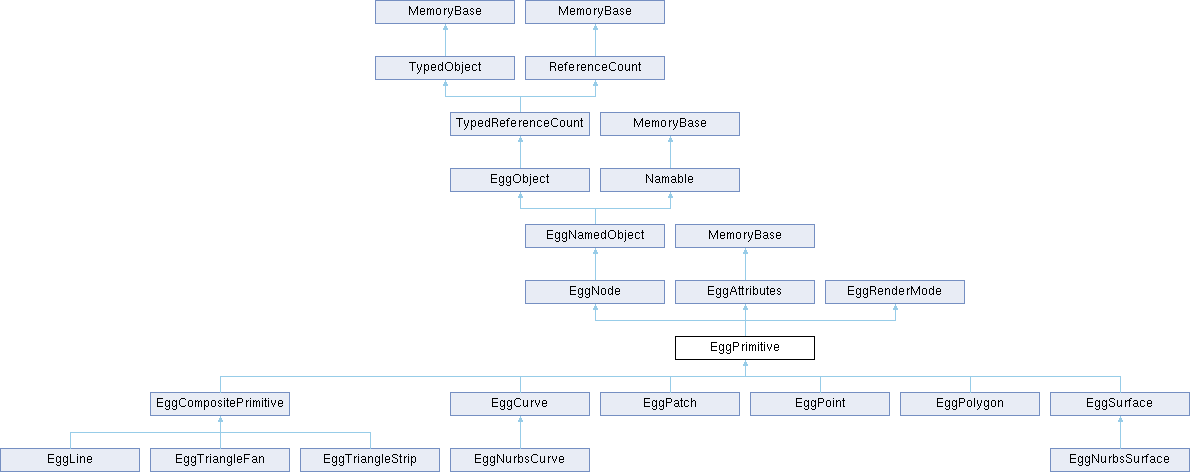 MemoryBase
MemoryBase
TypedObject
ReferenceCount
TypedReferenceCount
MemoryBase
EggObject
Namable
EggNamedObject
MemoryBase
EggNode
EggAttributes
EggRenderMode
EggPrimitive
EggCompositePrimitive
EggCurve
EggPatch
EggPoint
EggPolygon
EggSurface
EggLine
EggTriangleFan
EggTriangleStrip
EggNurbsCurve
EggNurbsSurface